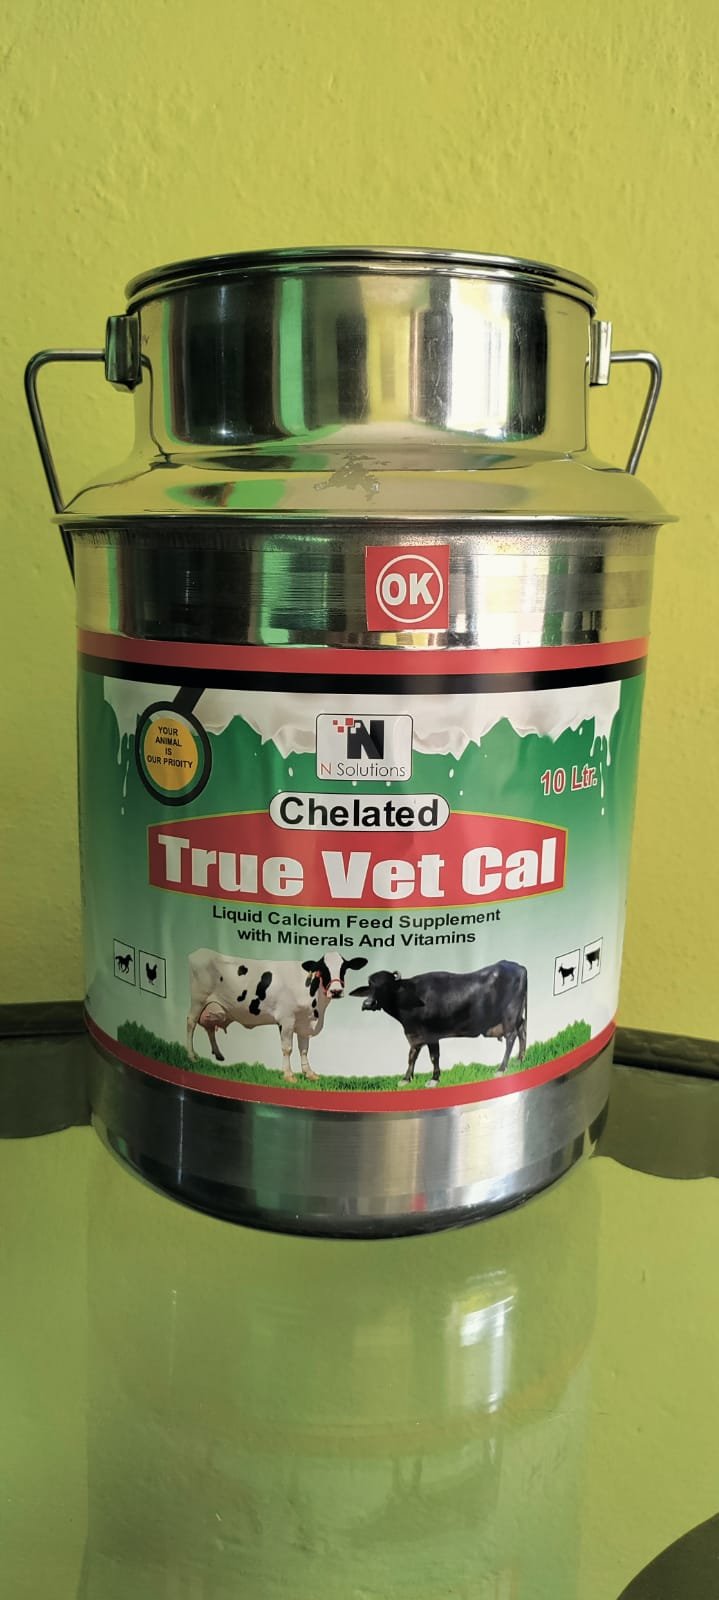 OK
YOUR
ANIMAL
IS
OUR PRIOITY
N
N Solutions
10 Ltr.
Chelated
True Vet Cal
Liquid Calcium Feed Supplement
with Minerals And Vitamins